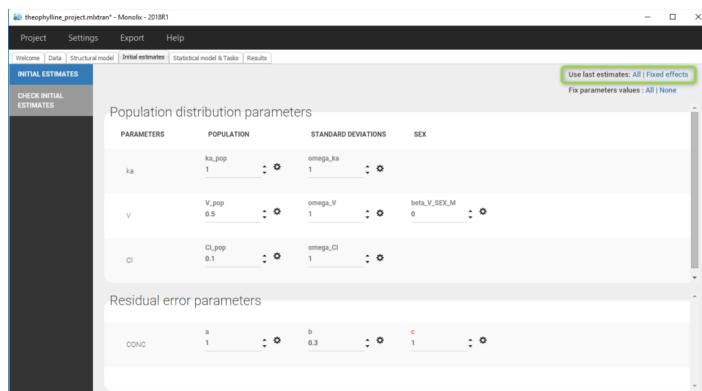 theophylline_project.mlxtran* - Monolix - 2018R1
Project Settings Export Help
Welcome Data Structural model Initial estimates Statistical model & Tasks Results
INITIAL ESTIMATES
CHECK INITIAL
ESTIMATES
Use last estimates: All | Fixed effects
Fix parameters values : All | None
Population distribution parameters
PARAMETERS POPULATION STANDARD DEVIATIONS SEX
ka_pop omega_ka
ka 1 1
V_pop omega_V beta_V_SEX_M
V 0.5 1 0
Cl_pop omega_Cl
Cl 0.1 1
Residual error parameters
a b c
CONC 1 0.3 1